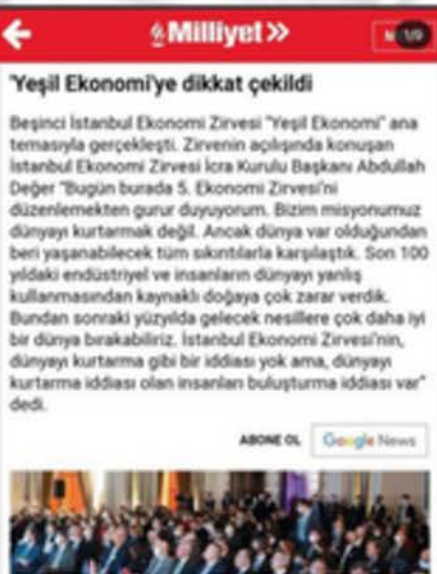 Milliyet
1/9
'Yeşil Ekonomi'ye dikkat çekildi
Beşinci İstanbul Ekonomi Zirvesi "Yeşil Ekonomi" ana
temasıyla gerçekleşti. Zirvenin açılışında konuşan
İstanbul Ekonomi Zirvesi İcra Kurulu Başkanı Abdullah
Değer "Bugün burada 5. Ekonomi Zirvesi'ni
düzenlemekten gurur duyuyorum. Bizim misyonumuz
dünyayı kurtarmak değil. Ancak dünya var olduğundan
beri yaşanabilecek tüm sıkıntılarla karşılaştık. Son 100
yıldaki endüstriyel ve insanların dünyayı yanlış
kullanmasından kaynaklı doğaya çok zarar verdik.
Bundan sonraki yüzyılda gelecek nesillere çok daha iyi
bir dünya bırakabiliriz. İstanbul Ekonomi Zirvesi'nin,
dünyayı kurtarma gibi bir iddiası yok ama, dünyayı
kurtarma iddiası olan insanları buluşturma iddiası var"
dedi.
ABONE OL Google News